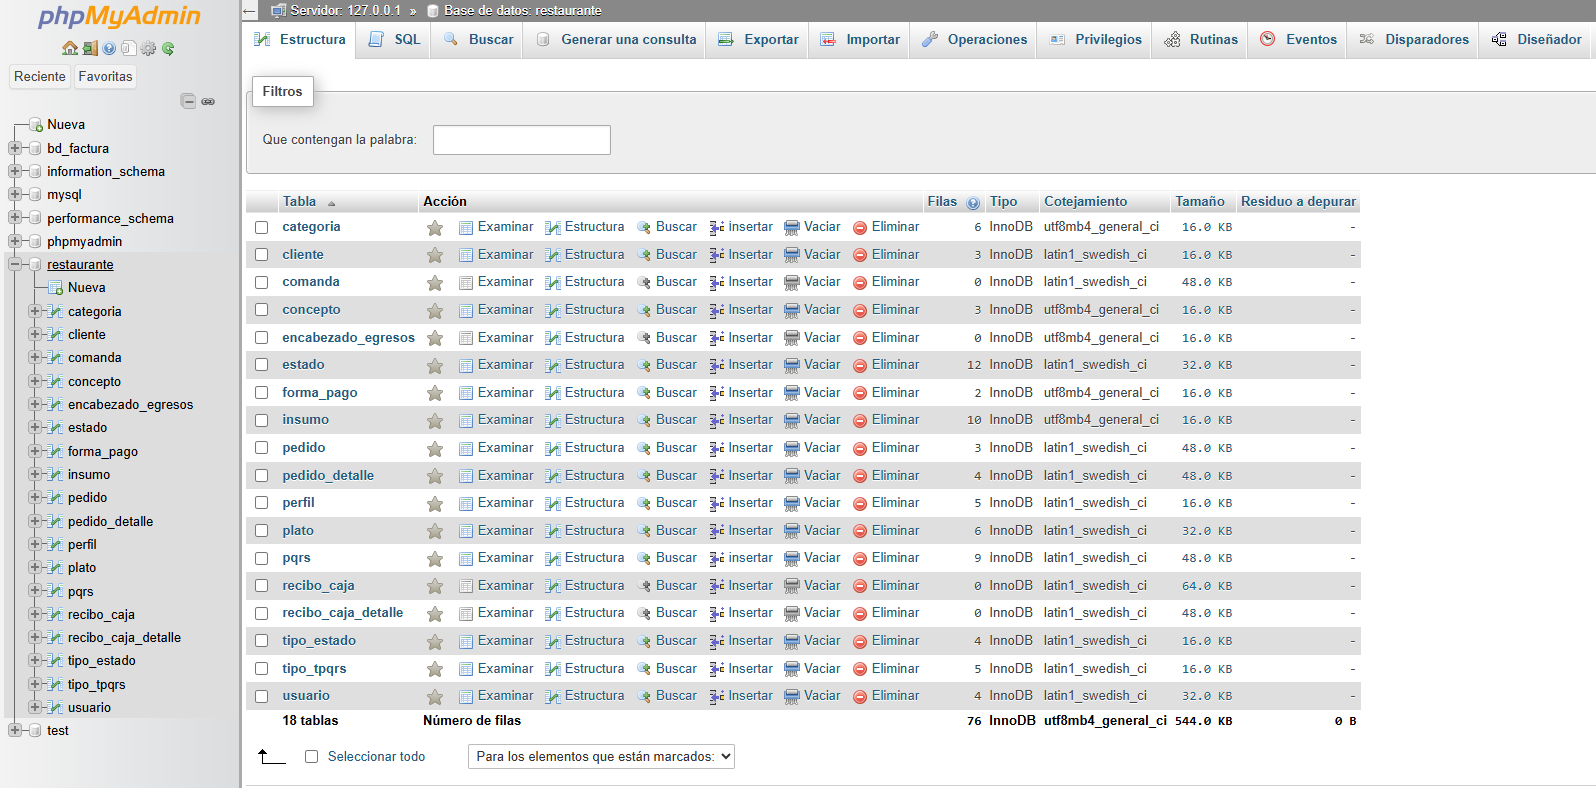 phpMyAdmin
Reciente Favoritas
Nueva
bd_factura
information_schema
mysql
performance_schema
phpmyadmin
restaurante
Nueva
categoria
cliente
comanda
concepto
encabezado_egresos
estado
forma_pago
insumo
pedido
pedido_detalle
perfil
plato
pqrs
recibo_caja
recibo_caja_detalle
tipo_estado
tipo_tpqrs
usuario
test
Servidor: 127.0.0.1 » Base de datos: restaurante
Estructura SQL Buscar Generar una consulta Exportar Importar Operaciones Privilegios Rutinas Eventos Disparadores Diseñador
Filtros
Que contengan la palabra:
Tabla Acción Filas Tipo Cotejamiento Tamaño Residuo a depurar
categoria Examinar Estructura Buscar Insertar Vaciar Eliminar 6 InnoDB utf8mb4_general_ci 16.0 KB -
cliente Examinar Estructura Buscar Insertar Vaciar Eliminar 3 InnoDB latin1_swedish_ci 16.0 KB -
comanda Examinar Estructura Buscar Insertar Vaciar Eliminar 0 InnoDB latin1_swedish_ci 48.0 KB -
concepto Examinar Estructura Buscar Insertar Vaciar Eliminar 3 InnoDB utf8mb4_general_ci 16.0 KB -
encabezado_egresos Examinar Estructura Buscar Insertar Vaciar Eliminar 0 InnoDB utf8mb4_general_ci 16.0 KB -
estado Examinar Estructura Buscar Insertar Vaciar Eliminar 12 InnoDB latin1_swedish_ci 32.0 KB -
forma_pago Examinar Estructura Buscar Insertar Vaciar Eliminar 2 InnoDB utf8mb4_general_ci 16.0 KB -
insumo Examinar Estructura Buscar Insertar Vaciar Eliminar 10 InnoDB utf8mb4_general_ci 16.0 KB -
pedido Examinar Estructura Buscar Insertar Vaciar Eliminar 3 InnoDB latin1_swedish_ci 48.0 KB -
pedido_detalle Examinar Estructura Buscar Insertar Vaciar Eliminar 4 InnoDB latin1_swedish_ci 48.0 KB -
perfil Examinar Estructura Buscar Insertar Vaciar Eliminar 5 InnoDB latin1_swedish_ci 16.0 KB -
plato Examinar Estructura Buscar Insertar Vaciar Eliminar 6 InnoDB latin1_swedish_ci 32.0 KB -
pqrs Examinar Estructura Buscar Insertar Vaciar Eliminar 9 InnoDB latin1_swedish_ci 48.0 KB -
recibo_caja Examinar Estructura Buscar Insertar Vaciar Eliminar 0 InnoDB latin1_swedish_ci 64.0 KB -
recibo_caja_detalle Examinar Estructura Buscar Insertar Vaciar Eliminar 0 InnoDB latin1_swedish_ci 48.0 KB -
tipo_estado Examinar Estructura Buscar Insertar Vaciar Eliminar 4 InnoDB latin1_swedish_ci 16.0 KB -
tipo_tpqrs Examinar Estructura Buscar Insertar Vaciar Eliminar 5 InnoDB latin1_swedish_ci 16.0 KB -
usuario Examinar Estructura Buscar Insertar Vaciar Eliminar 4 InnoDB latin1_swedish_ci 32.0 KB -
18 tablas Número de filas 76 InnoDB utf8mb4_general_ci 544.0 KB 0 B
Seleccionar todo Para los elementos que están marcados: